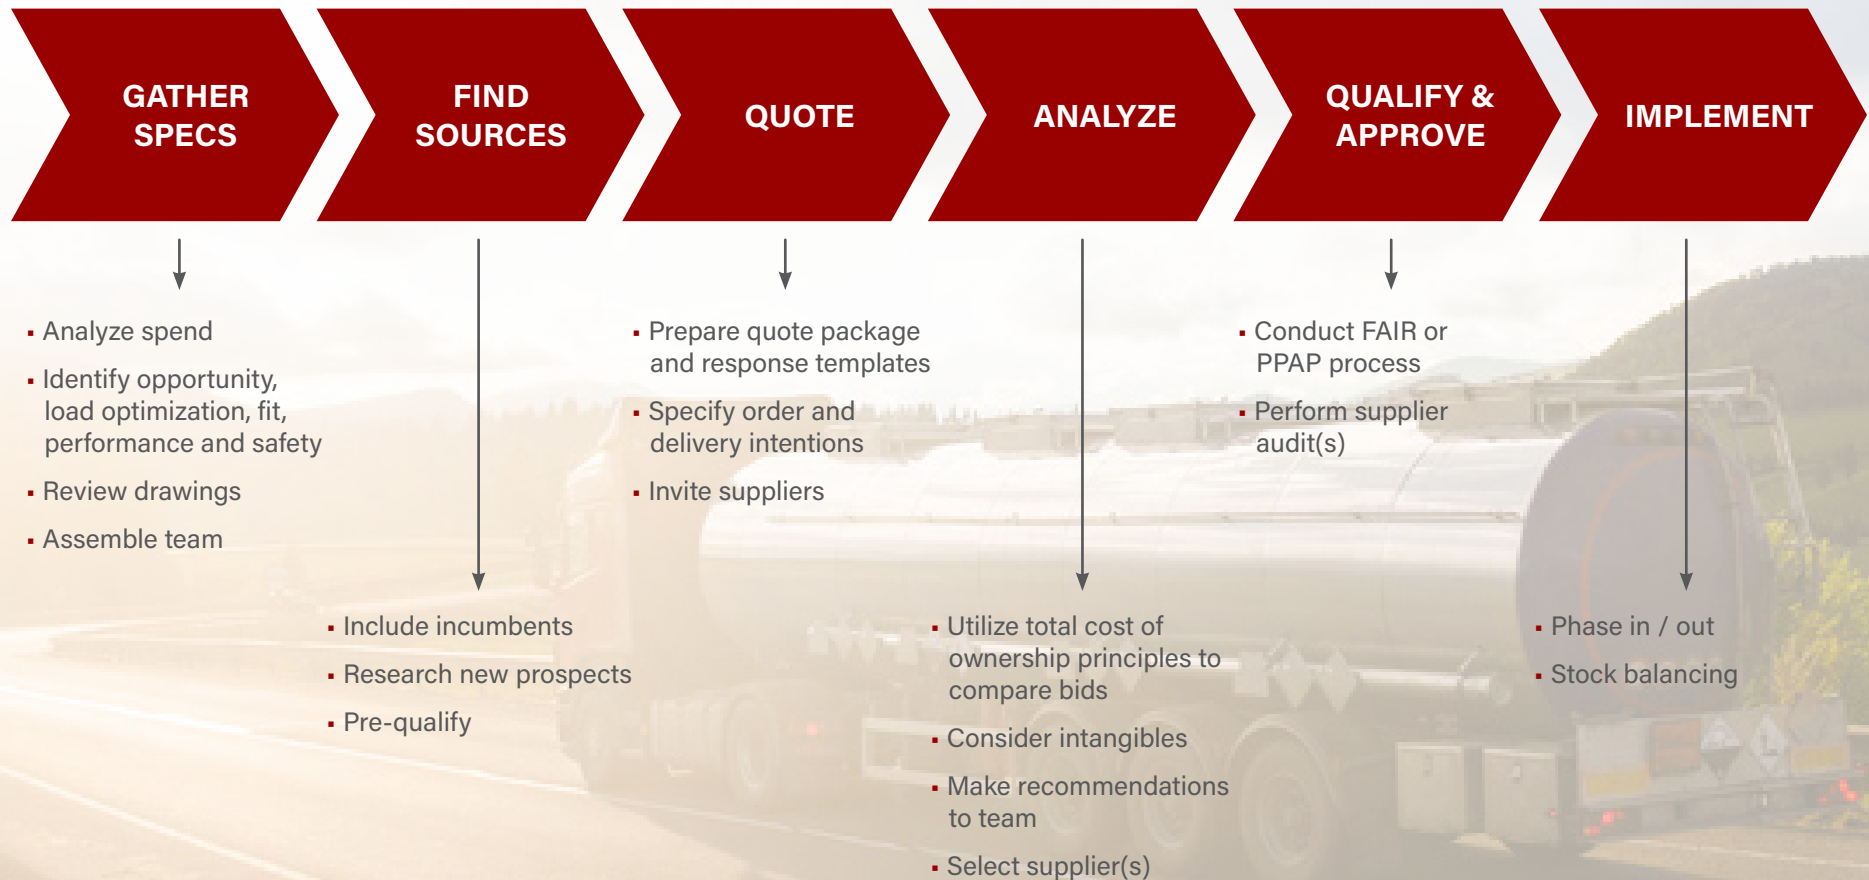 GATHER
SPECS
FIND
SOURCES
QUOTE
ANALYZE
QUALIFY &
APPROVE
IMPLEMENT
▪ Analyze spend
▪ Identify opportunity,
load optimization, fit,
performance and safety
▪ Review drawings
▪ Assemble team
▪ Include incumbents
▪ Research new prospects
▪ Pre-qualify
▪ Prepare quote package
and response templates
▪ Specify order and
delivery intentions
▪ Invite suppliers
▪ Utilize total cost of
ownership principles to
compare bids
▪ Consider intangibles
▪ Make recommendations
to team
▪ Select supplier(s)
▪ Conduct FAIR or
PPAP process
▪ Perform supplier
audit(s)
▪ Phase in / out
▪ Stock balancing